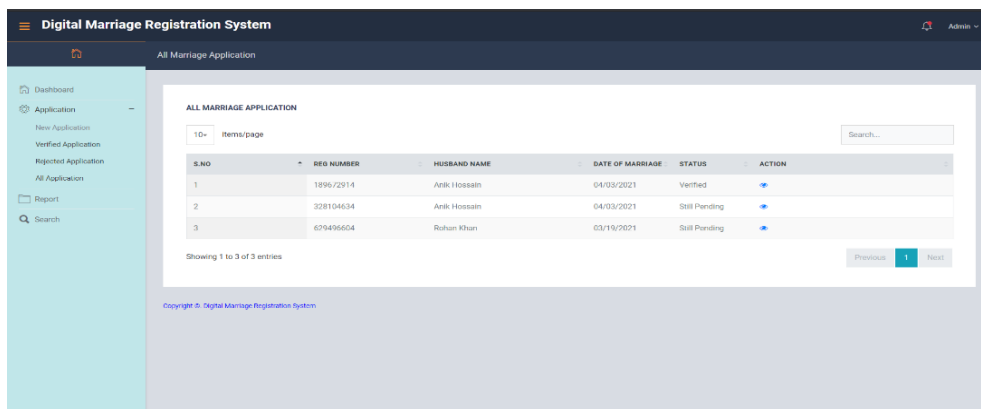 Digital Marriage Registration System
Admin
All Marriage Application
Dashboard
Application
New Application
Verified Application
Rejected Application
All Application
Report
Search
ALL MARRIAGE APPLICATION
10 items/page
Search...
S.NO REG NUMBER HUSBAND NAME DATE OF MARRIAGE STATUS ACTION
1 189672914 Anik Hossain 04/03/2021 Verified
2 328104634 Anik Hossain 04/03/2021 Still Pending
3 629496604 Rohan Khan 03/19/2021 Still Pending
Showing 1 to 3 of 3 entries
Previous 1 Next
Copyright @. Digital Marriage Registration System